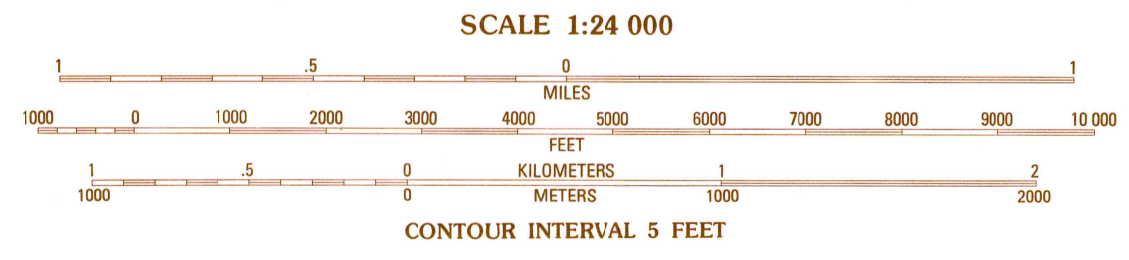 SCALE 1:24 000
1 .5 0 1
MILES
1000 0 1000 2000 3000 4000 5000 6000 7000 8000 9000 10 000
FEET
1 .5 0 KILOMETERS 1 2
1000 0 METERS 1000 2000
CONTOUR INTERVAL 5 FEET